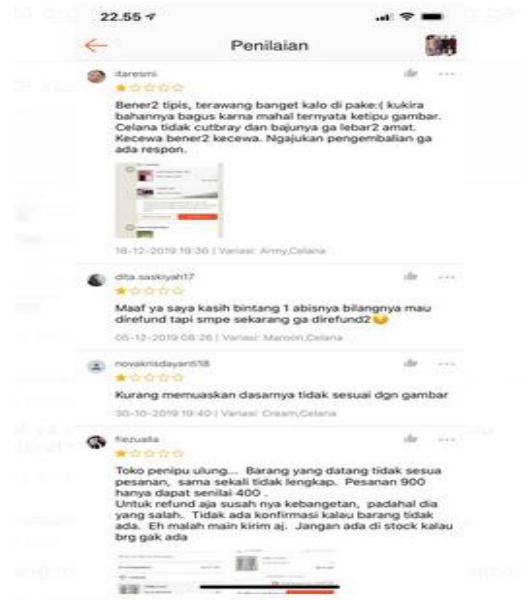 22.55
Penilaian
itaresmi
Bener2 tipis, terawang banget kalo di pake:( kukira
bahannya bagus karna mahal ternyata ketipu gambar.
Celana tidak cutbray dan bajunya ga lebar2 amat.
Kecewa bener2 kecewa. Ngajukan pengembalian ga
ada respon.
18-12-2019 19:36 | Variasi: Army,Celana
dita.saskiyah17
Maaf ya saya kasih bintang 1 abisnya bilangnya mau
direfund tapi smpe sekarang ga direfund2
05-12-2019 08:26 | Variasi: Maroon,Celana
novakrisdayanti18
Kurang memuaskan dasarnya tidak sesuai dgn gambar
30-10-2019 19:40 | Variasi: Cream,Celana
fiezualla
Toko penipu ulung... Barang yang datang tidak sesua
pesanan, sama sekali tidak lengkap. Pesanan 900
hanya dapat senilai 400 .
Untuk refund aja susah nya kebangetan, padahal dia
yang salah. Tidak ada konfirmasi kalau barang tidak
ada. Eh malah main kirim aj. Jangan ada di stock kalau
brg gak ada